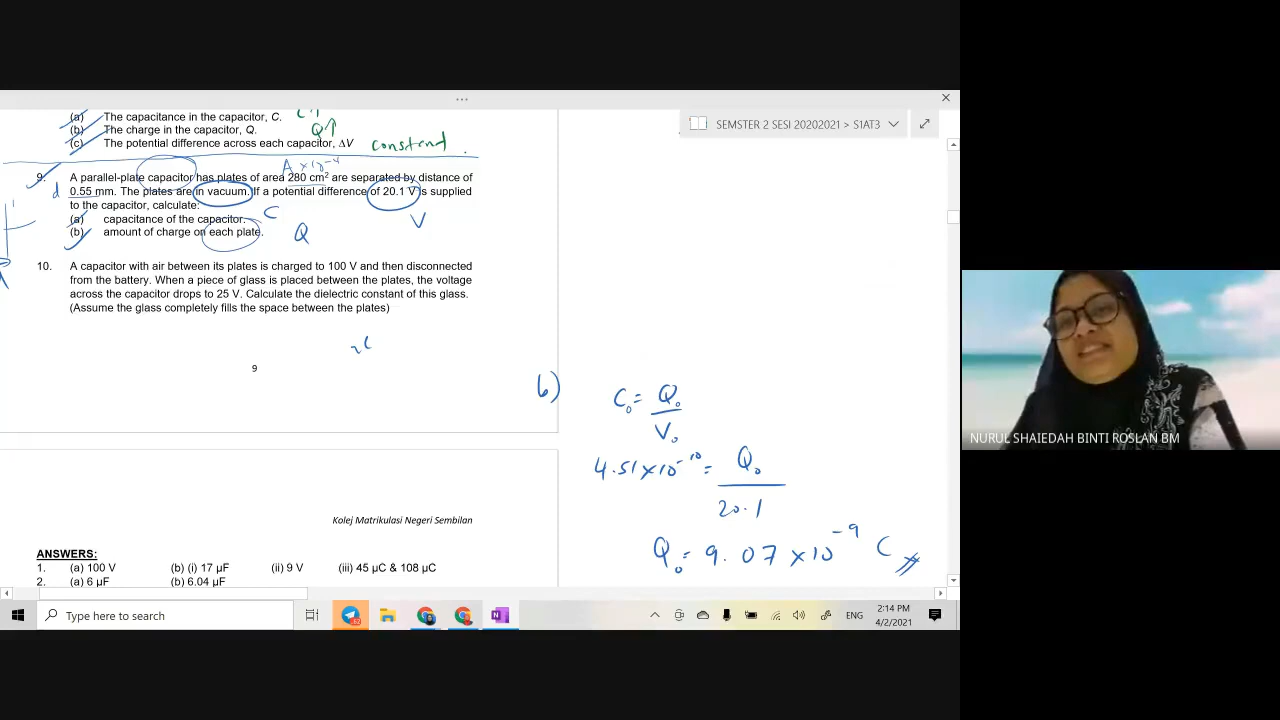 (a) The capacitance in the capacitor, C. C↑
(b) The charge in the capacitor, Q. Q↑
(c) The potential difference across each capacitor, ΔV constant
SEMSTER 2 SESI 20202021 > S1AT3
A × 10⁻⁴
9. A parallel-plate capacitor has plates of area 280 cm² are separated by distance of
d 0.55 mm. The plates are in vacuum. If a potential difference of 20.1 V is supplied
to the capacitor, calculate:
(a) capacitance of the capacitor. C V
(b) amount of charge on each plate. Q
10. A capacitor with air between its plates is charged to 100 V and then disconnected
from the battery. When a piece of glass is placed between the plates, the voltage
across the capacitor drops to 25 V. Calculate the dielectric constant of this glass.
(Assume the glass completely fills the space between the plates)
9
b) C₀ = Q₀
V₀
4.51×10⁻¹⁰ = Q₀
20.1
Q₀ = 9.07 ×10⁻⁹ C
Kolej Matrikulasi Negeri Sembilan
ANSWERS:
1. (a) 100 V (b) (i) 17 µF (ii) 9 V (iii) 45 µC & 108 µC
2. (a) 6 µF (b) 6.04 µF
NURUL SHAIEDAH BINTI ROSLAN BM
Type here to search
ENG
2:14 PM
4/2/2021